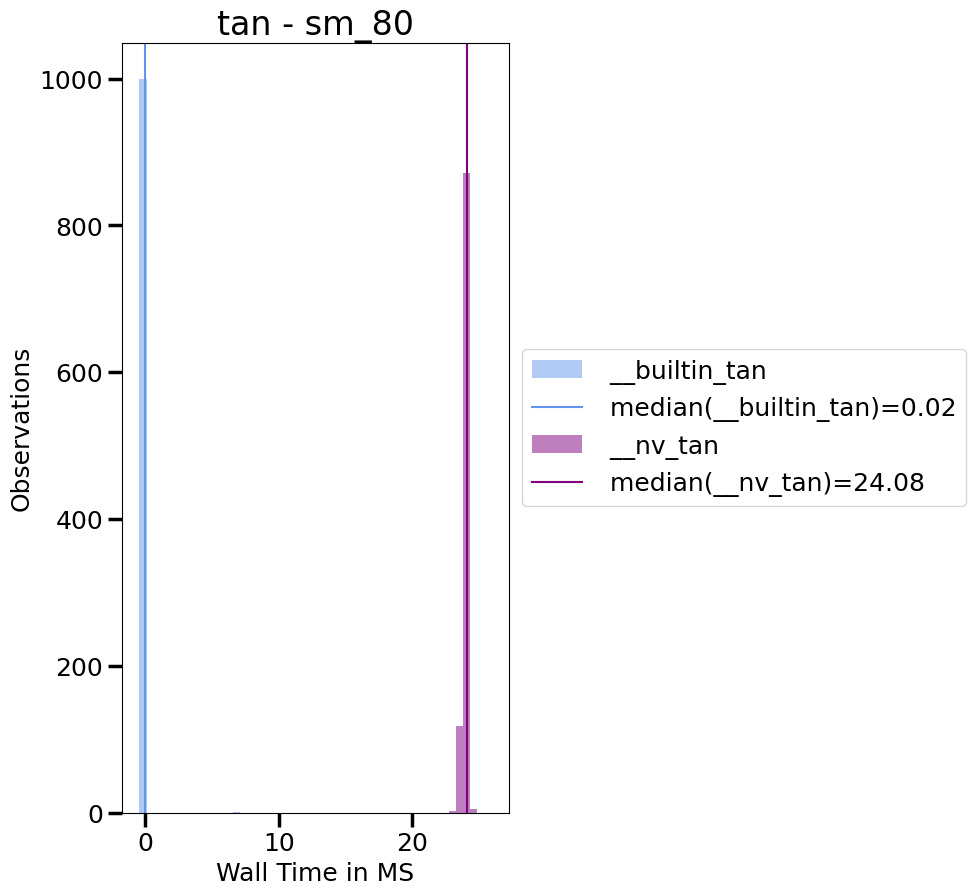 tan - sm_80
1000
800
600
400
200
0
Observations
0 10 20
Wall Time in MS
__builtin_tan
median(__builtin_tan)=0.02
__nv_tan
median(__nv_tan)=24.08